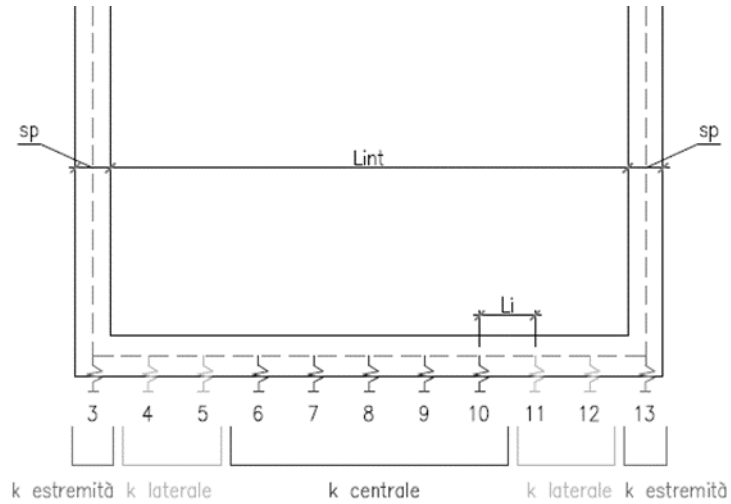 sp
sp
Lint
Li
3 4 5 6 7 8 9 10 11 12 13
k estremità k laterale k centrale k laterale k estremità